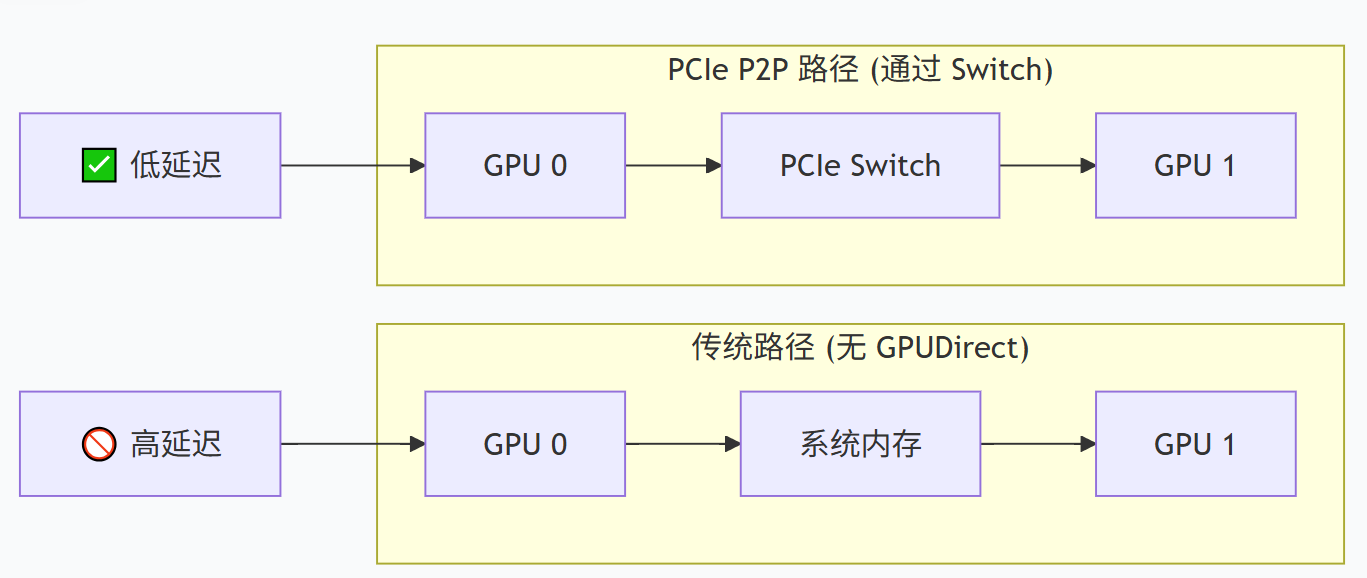 PCIe P2P 路径 (通过 Switch)
✅ 低延迟
GPU 0
PCIe Switch
GPU 1
传统路径 (无 GPUDirect)
🚫 高延迟
GPU 0
系统内存
GPU 1